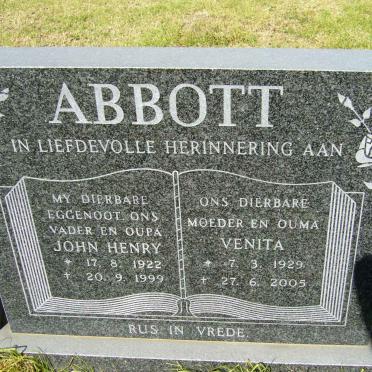 ABBOTT
IN LIEFDEVOLLE HERINNERING AAN
MY DIERBARE
EGGENOOT, ONS
VADER EN OUPA
JOHN HENRY
* 17. 8. 1922
† 20. 9. 1999
ONS DIERBARE
MOEDER EN OUMA
VENITA
* 7. 3. 1929
† 27. 6. 2005
RUS IN VREDE.